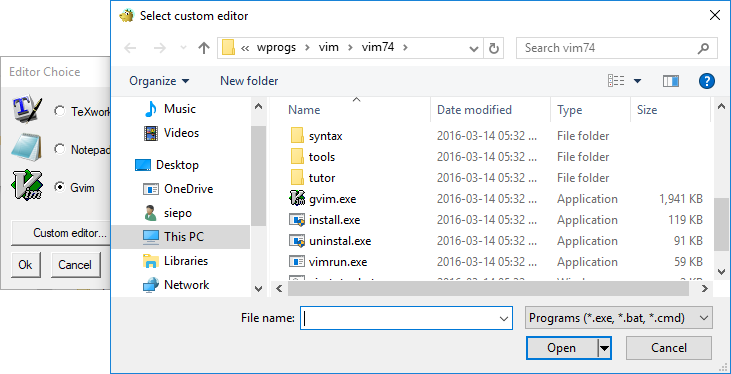 Select custom editor
« wprogs > vim > vim74 >
Search vim74
Organize
New folder
Editor Choice
TeXwork
Notepad
Gvim
Custom editor...
Ok
Cancel
Music
Videos
Desktop
OneDrive
siepo
This PC
Libraries
Network
Name Date modified Type Size
syntax 2016-03-14 05:32 ... File folder
tools 2016-03-14 05:32 ... File folder
tutor 2016-03-14 05:32 ... File folder
gvim.exe 2016-03-14 05:32 ... Application 1,941 KB
install.exe 2016-03-14 05:32 ... Application 119 KB
uninstal.exe 2016-03-14 05:32 ... Application 91 KB
vimrun.exe 2016-03-14 05:32 ... Application 59 KB
File name:
Programs (*.exe, *.bat, *.cmd)
Open
Cancel